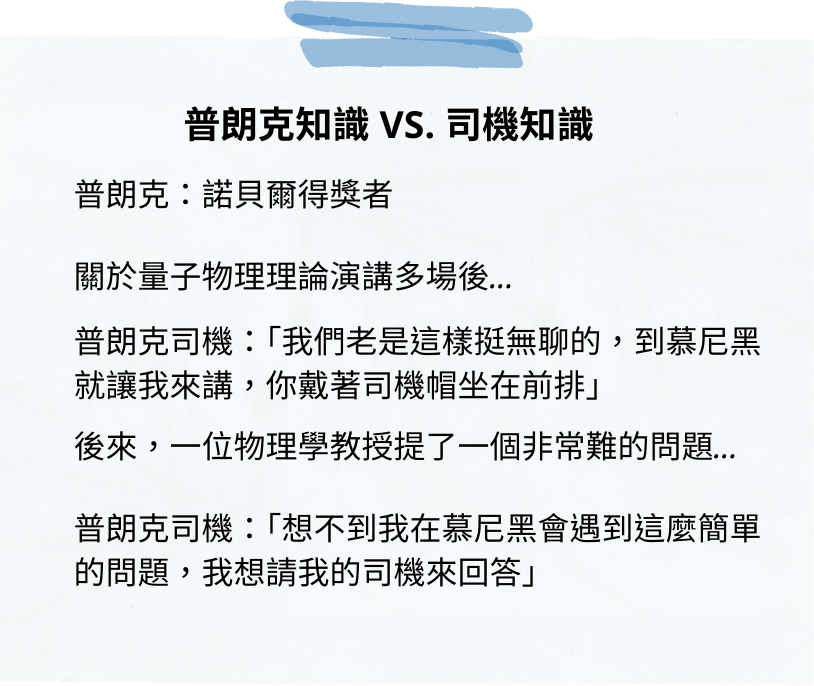 普朗克知識 VS. 司機知識
普朗克：諾貝爾得獎者
關於量子物理理論演講多場後...
普朗克司機：「我們老是這樣挺無聊的，到慕尼黑
就讓我來講，你戴著司機帽坐在前排」
後來，一位物理學教授提了一個非常難的問題...
普朗克司機：「想不到我在慕尼黑會遇到這麼簡單
的問題，我想請我的司機來回答」